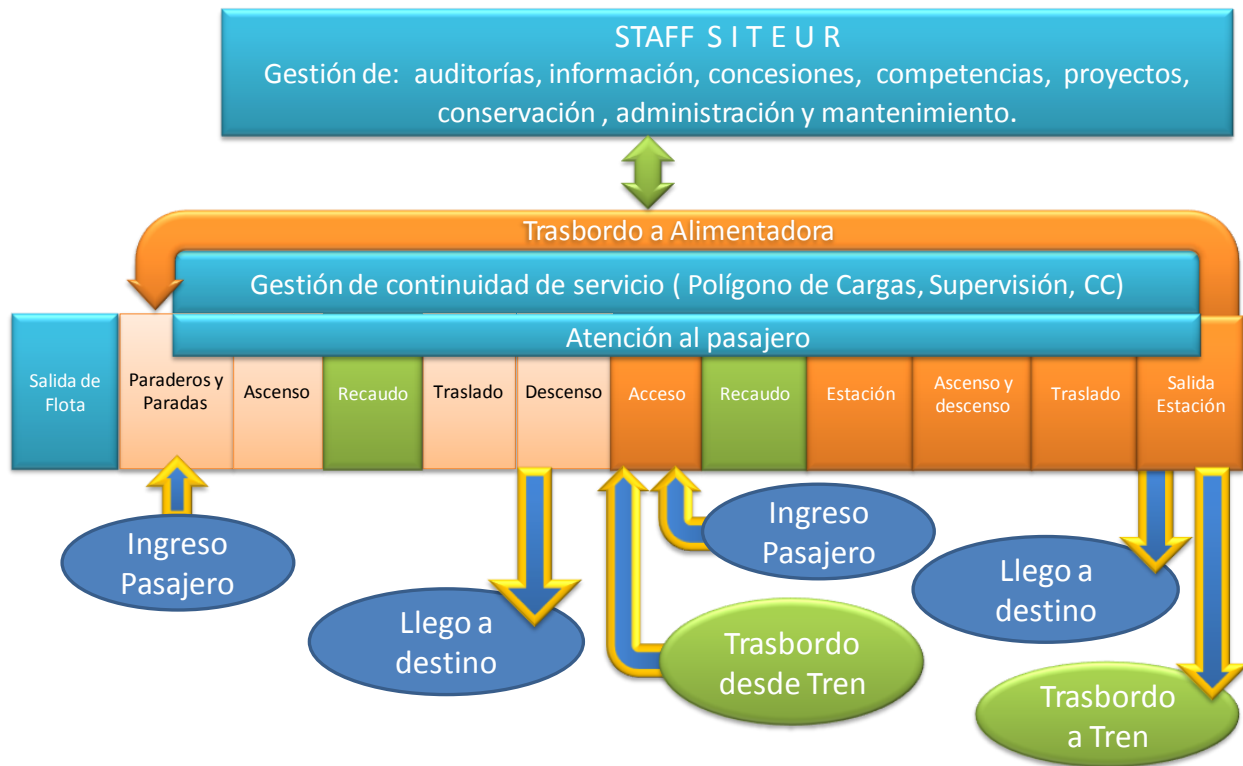 STAFF S I T E U R
Gestión de: auditorías, información, concesiones, competencias, proyectos,
conservación , administración y mantenimiento.
Trasbordo a Alimentadora
Gestión de continuidad de servicio ( Polígono de Cargas, Supervisión, CC)
Atención al pasajero
Salida de
Flota
Paraderos y
Paradas
Ascenso
Recaudo
Traslado
Descenso
Acceso
Recaudo
Estación
Ascenso y
descenso
Traslado
Salida
Estación
Ingreso
Pasajero
Llego a
destino
Ingreso
Pasajero
Trasbordo
desde Tren
Llego a
destino
Trasbordo
a Tren